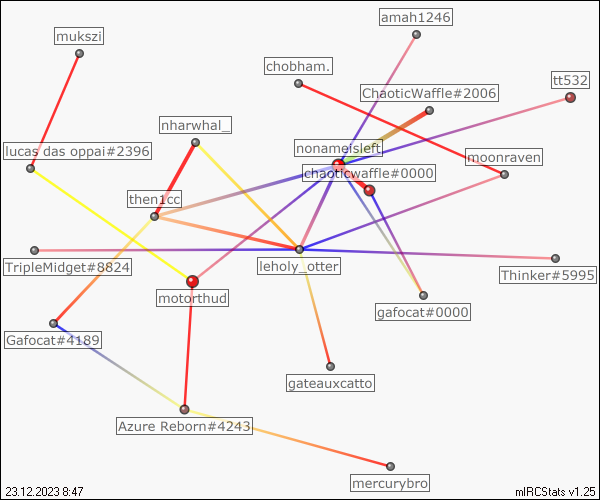 amah1246
mukszi
chobham.
tt532
ChaoticWaffle#2006
nharwhal_
nonameisleft
lucas das oppai#2396
moonraven
chaoticwaffle#0000
then1cc
leholy_otter
TripleMidget#8824
Thinker#5995
motorthud
gafocat#0000
Gafocat#4189
gateauxcatto
Azure Reborn#4243
mercurybro
23.12.2023 8:47
mIRCStats v1.25